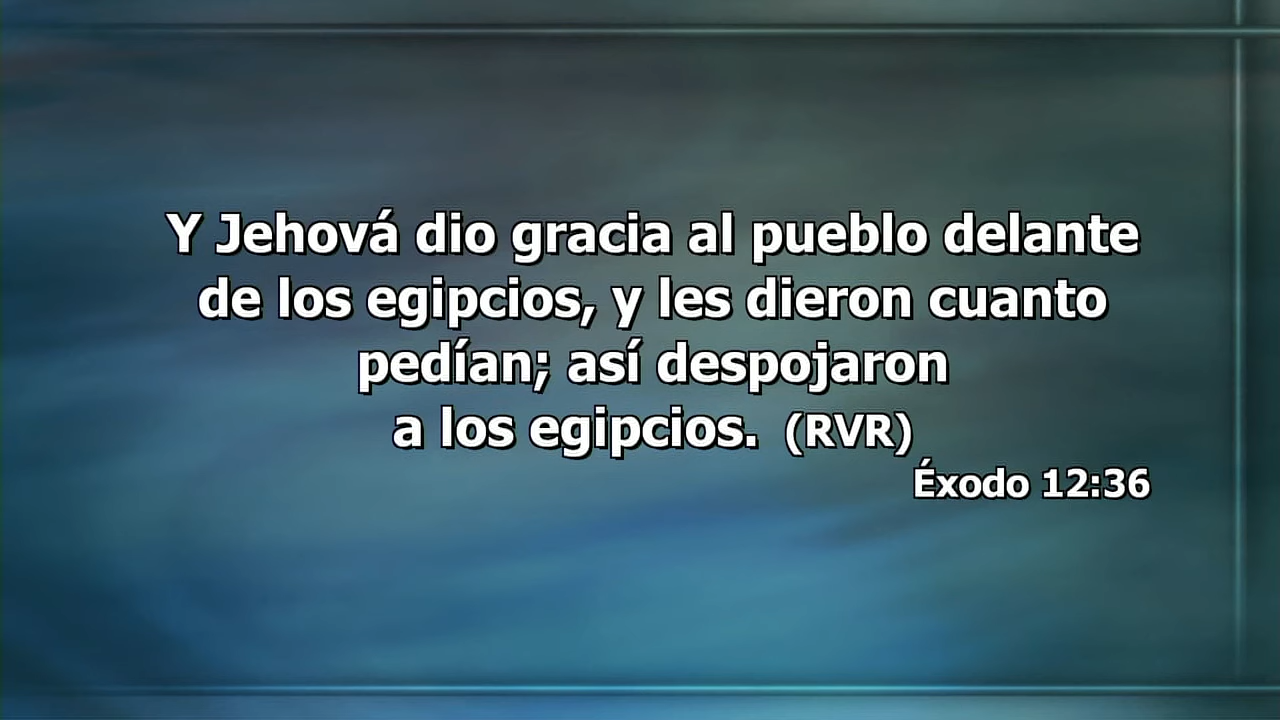 Y Jehová dio gracia al pueblo delante
de los egipcios, y les dieron cuanto
pedían; así despojaron
a los egipcios. (RVR)
Éxodo 12:36